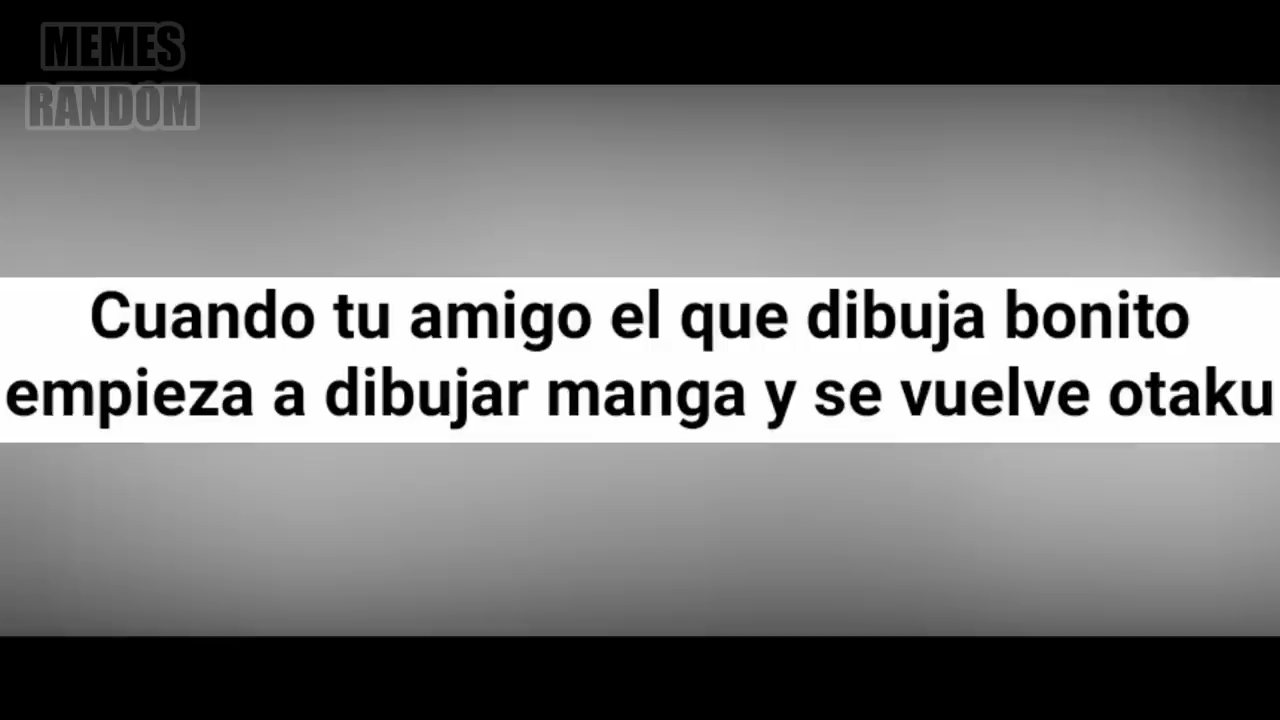 MEMES
RANDOM
Cuando tu amigo el que dibuja bonito
empieza a dibujar manga y se vuelve otaku